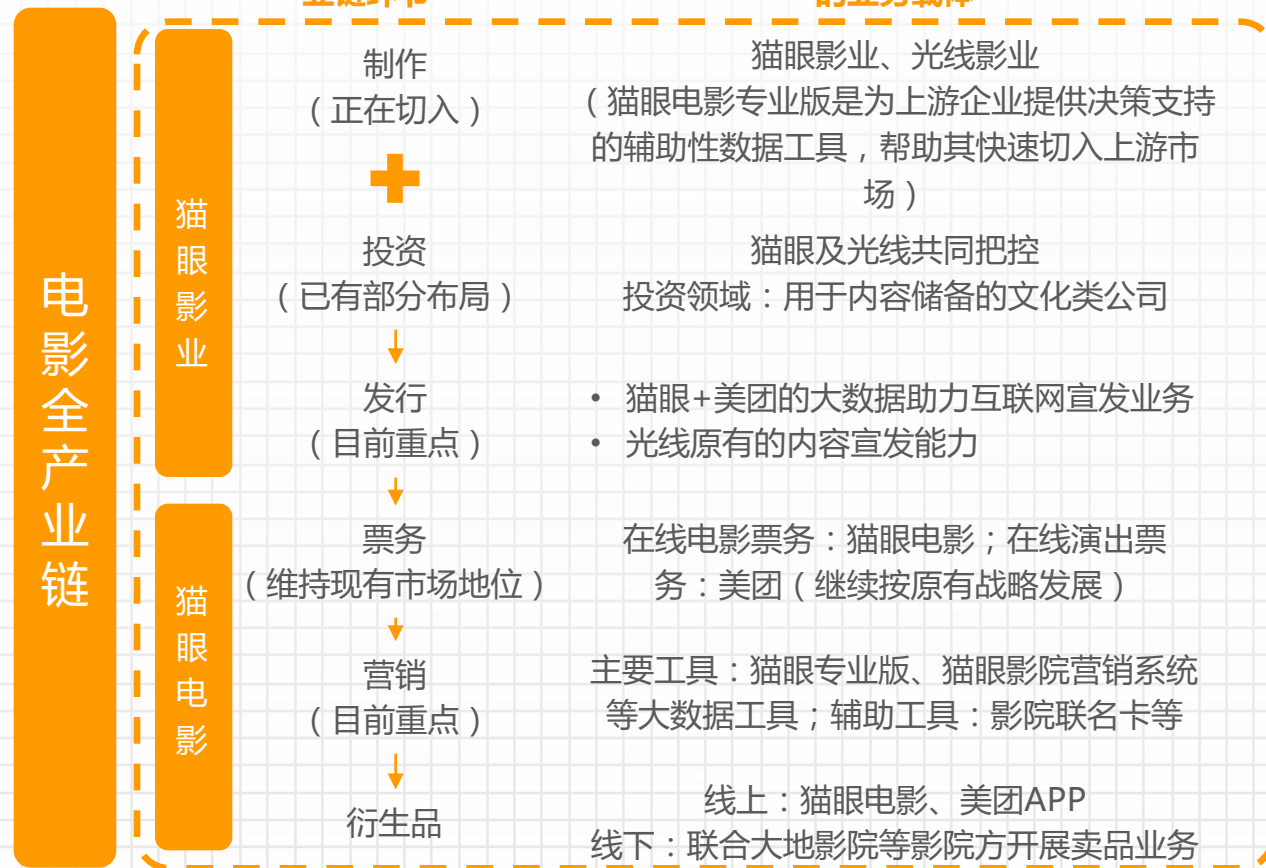 业链环节
的业务载体
电影全产业链
猫眼影业
制作
（正在切入）
猫眼影业、光线影业
（猫眼电影专业版是为上游企业提供决策支持
的辅助性数据工具，帮助其快速切入上游市
场）
投资
（已有部分布局）
猫眼及光线共同把控
投资领域：用于内容储备的文化类公司
发行
（目前重点）
• 猫眼+美团的大数据助力互联网宣发业务
• 光线原有的内容宣发能力
猫眼电影
票务
（维持现有市场地位）
在线电影票务：猫眼电影；在线演出票
务：美团（继续按原有战略发展）
营销
（目前重点）
主要工具：猫眼专业版、猫眼影院营销系统
等大数据工具；辅助工具：影院联名卡等
衍生品
线上：猫眼电影、美团APP
线下：联合大地影院等影院方开展卖品业务